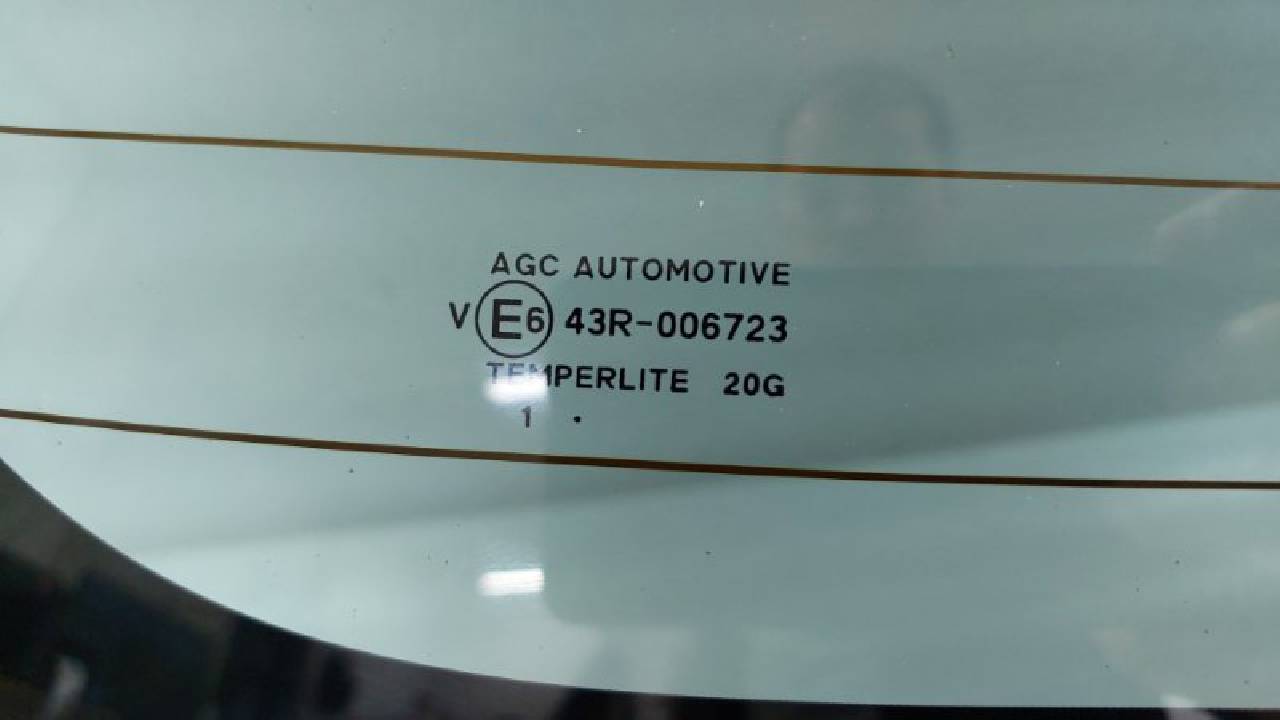 AGC AUTOMOTIVE
V E6 43R-006723
TEMPERLITE 20G
1 .